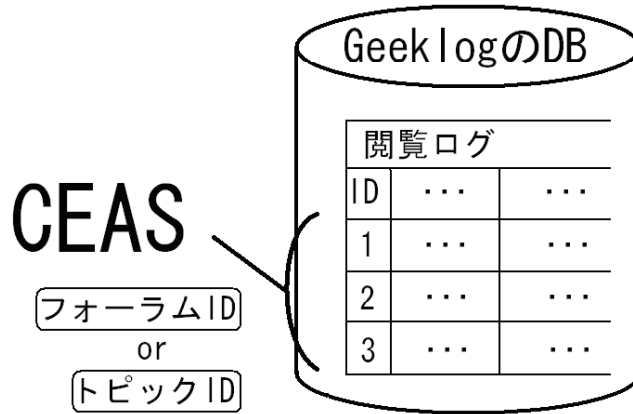 GeeklogのDB
閲覧ログ
ID ... ...
1 ... ...
2 ... ...
3 ... ...
CEAS
フォーラムID
or
トピックID